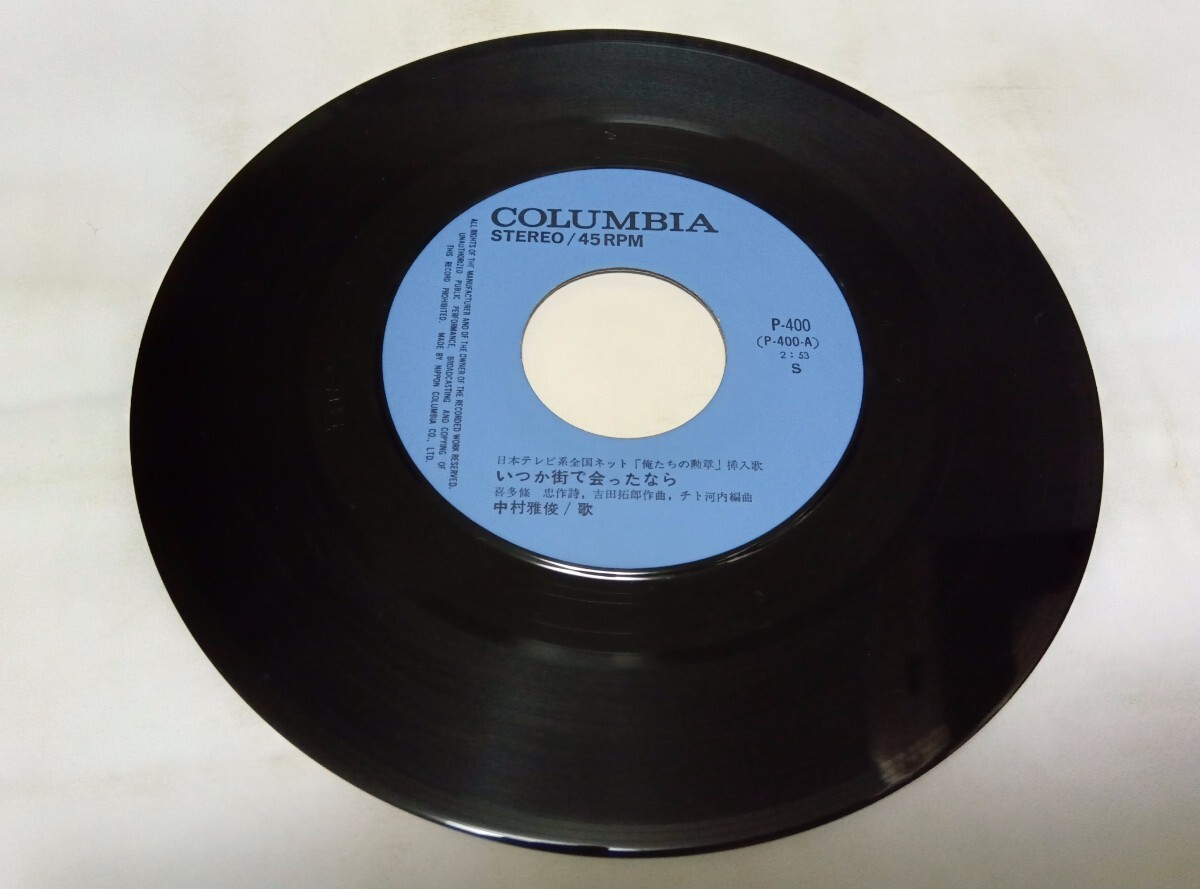 COLUMBIA
STEREO/45RPM
P-400
(P-400-A)
2:53
S
日本テレビ系全国ネット「俺たちの勲章」挿入歌
いつか街で会ったなら
喜多條 忠作詩,吉田拓郎作曲,チト河内編曲
中村雅俊/歌
ALL RIGHTS OF THE MANUFACTURER AND OF THE OWNER OF THE RECORDED WORK RESERVED.
UNAUTHORIZED PUBLIC PERFORMANCE, BROADCASTING AND COPYING OF
THIS RECORD PROHIBITED. MADE BY NIPPON COLUMBIA CO., LTD.